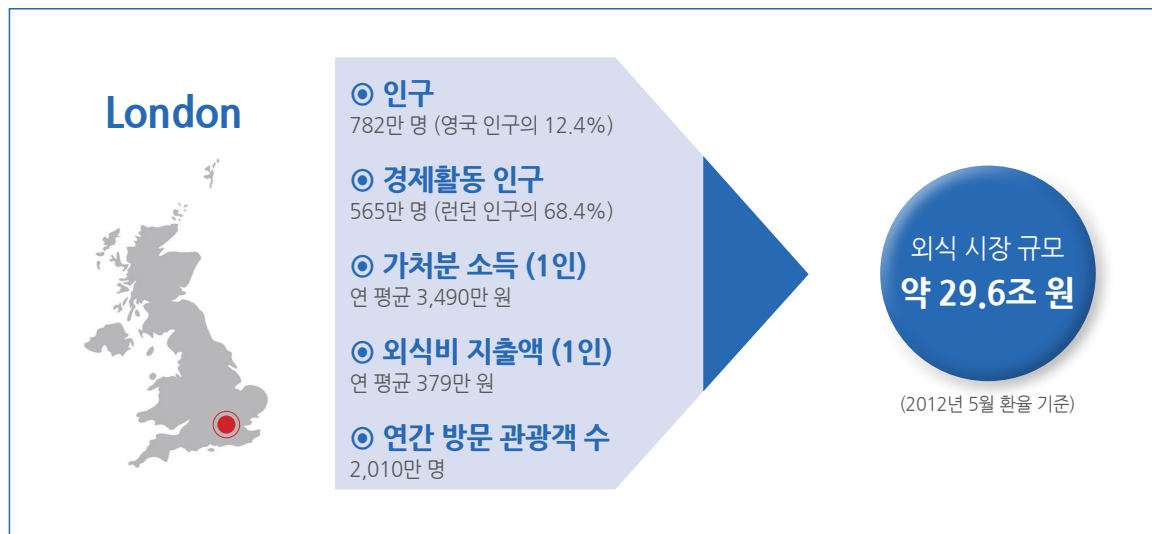 London
◉ 인구
782만 명 (영국 인구의 12.4%)
◉ 경제활동 인구
565만 명 (런던 인구의 68.4%)
◉ 가처분 소득 (1인)
연 평균 3,490만 원
◉ 외식비 지출액 (1인)
연 평균 379만 원
◉ 연간 방문 관광객 수
2,010만 명
외식 시장 규모
약 29.6조 원
(2012년 5월 환율 기준)